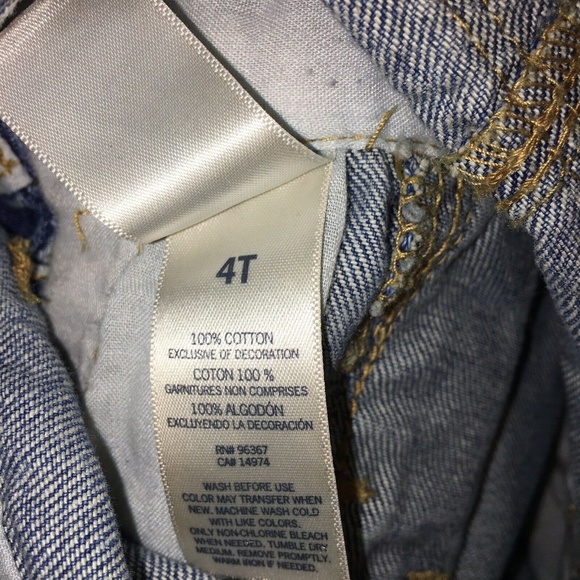 4T
100% COTTON
EXCLUSIVE OF DECORATION
COTON 100 %
GARNITURES NON COMPRISES
100% ALGODÓN
EXCLUYENDO LA DECORACIÓN
RN# 96367
CA# 14974
WASH BEFORE USE
COLOR MAY TRANSFER WHEN
NEW. MACHINE WASH COLD
WITH LIKE COLORS.
ONLY NON-CHLORINE BLEACH
WHEN NEEDED. TUMBLE DRY
MEDIUM. REMOVE PROMPTLY.
WARM IRON IF NEEDED.